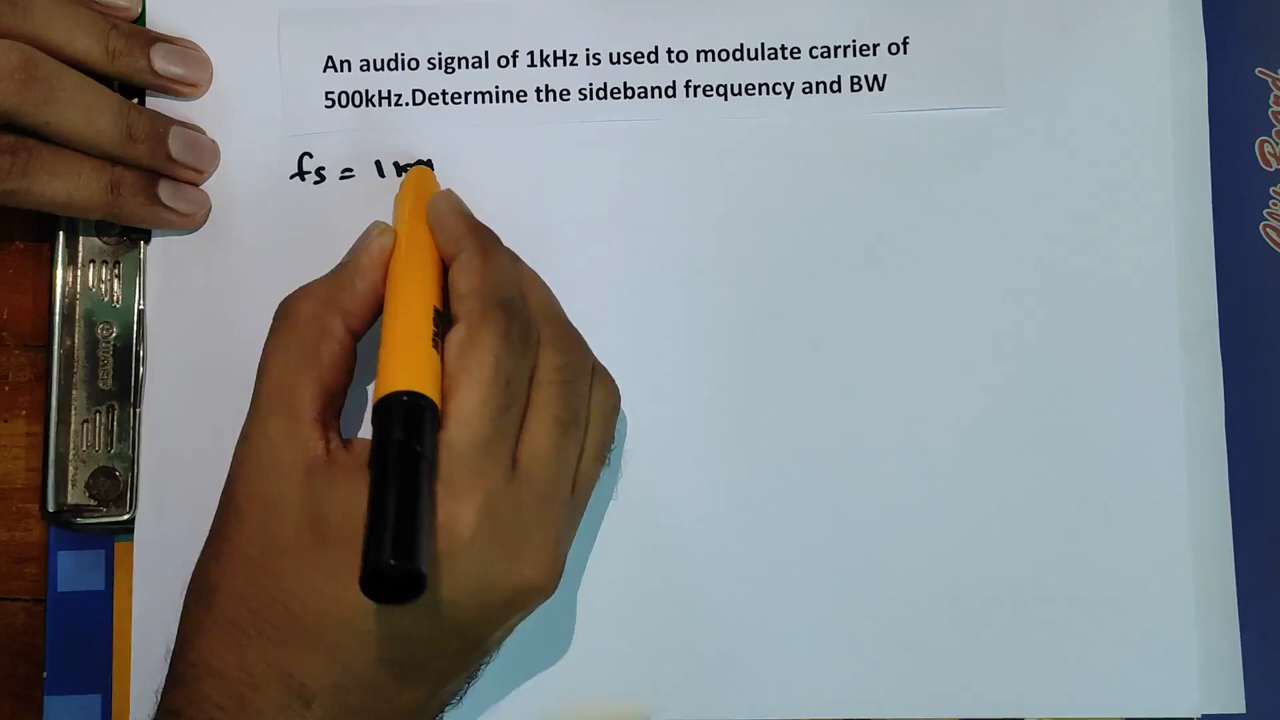 An audio signal of 1kHz is used to modulate carrier of
500kHz.Determine the sideband frequency and BW
fs = 1